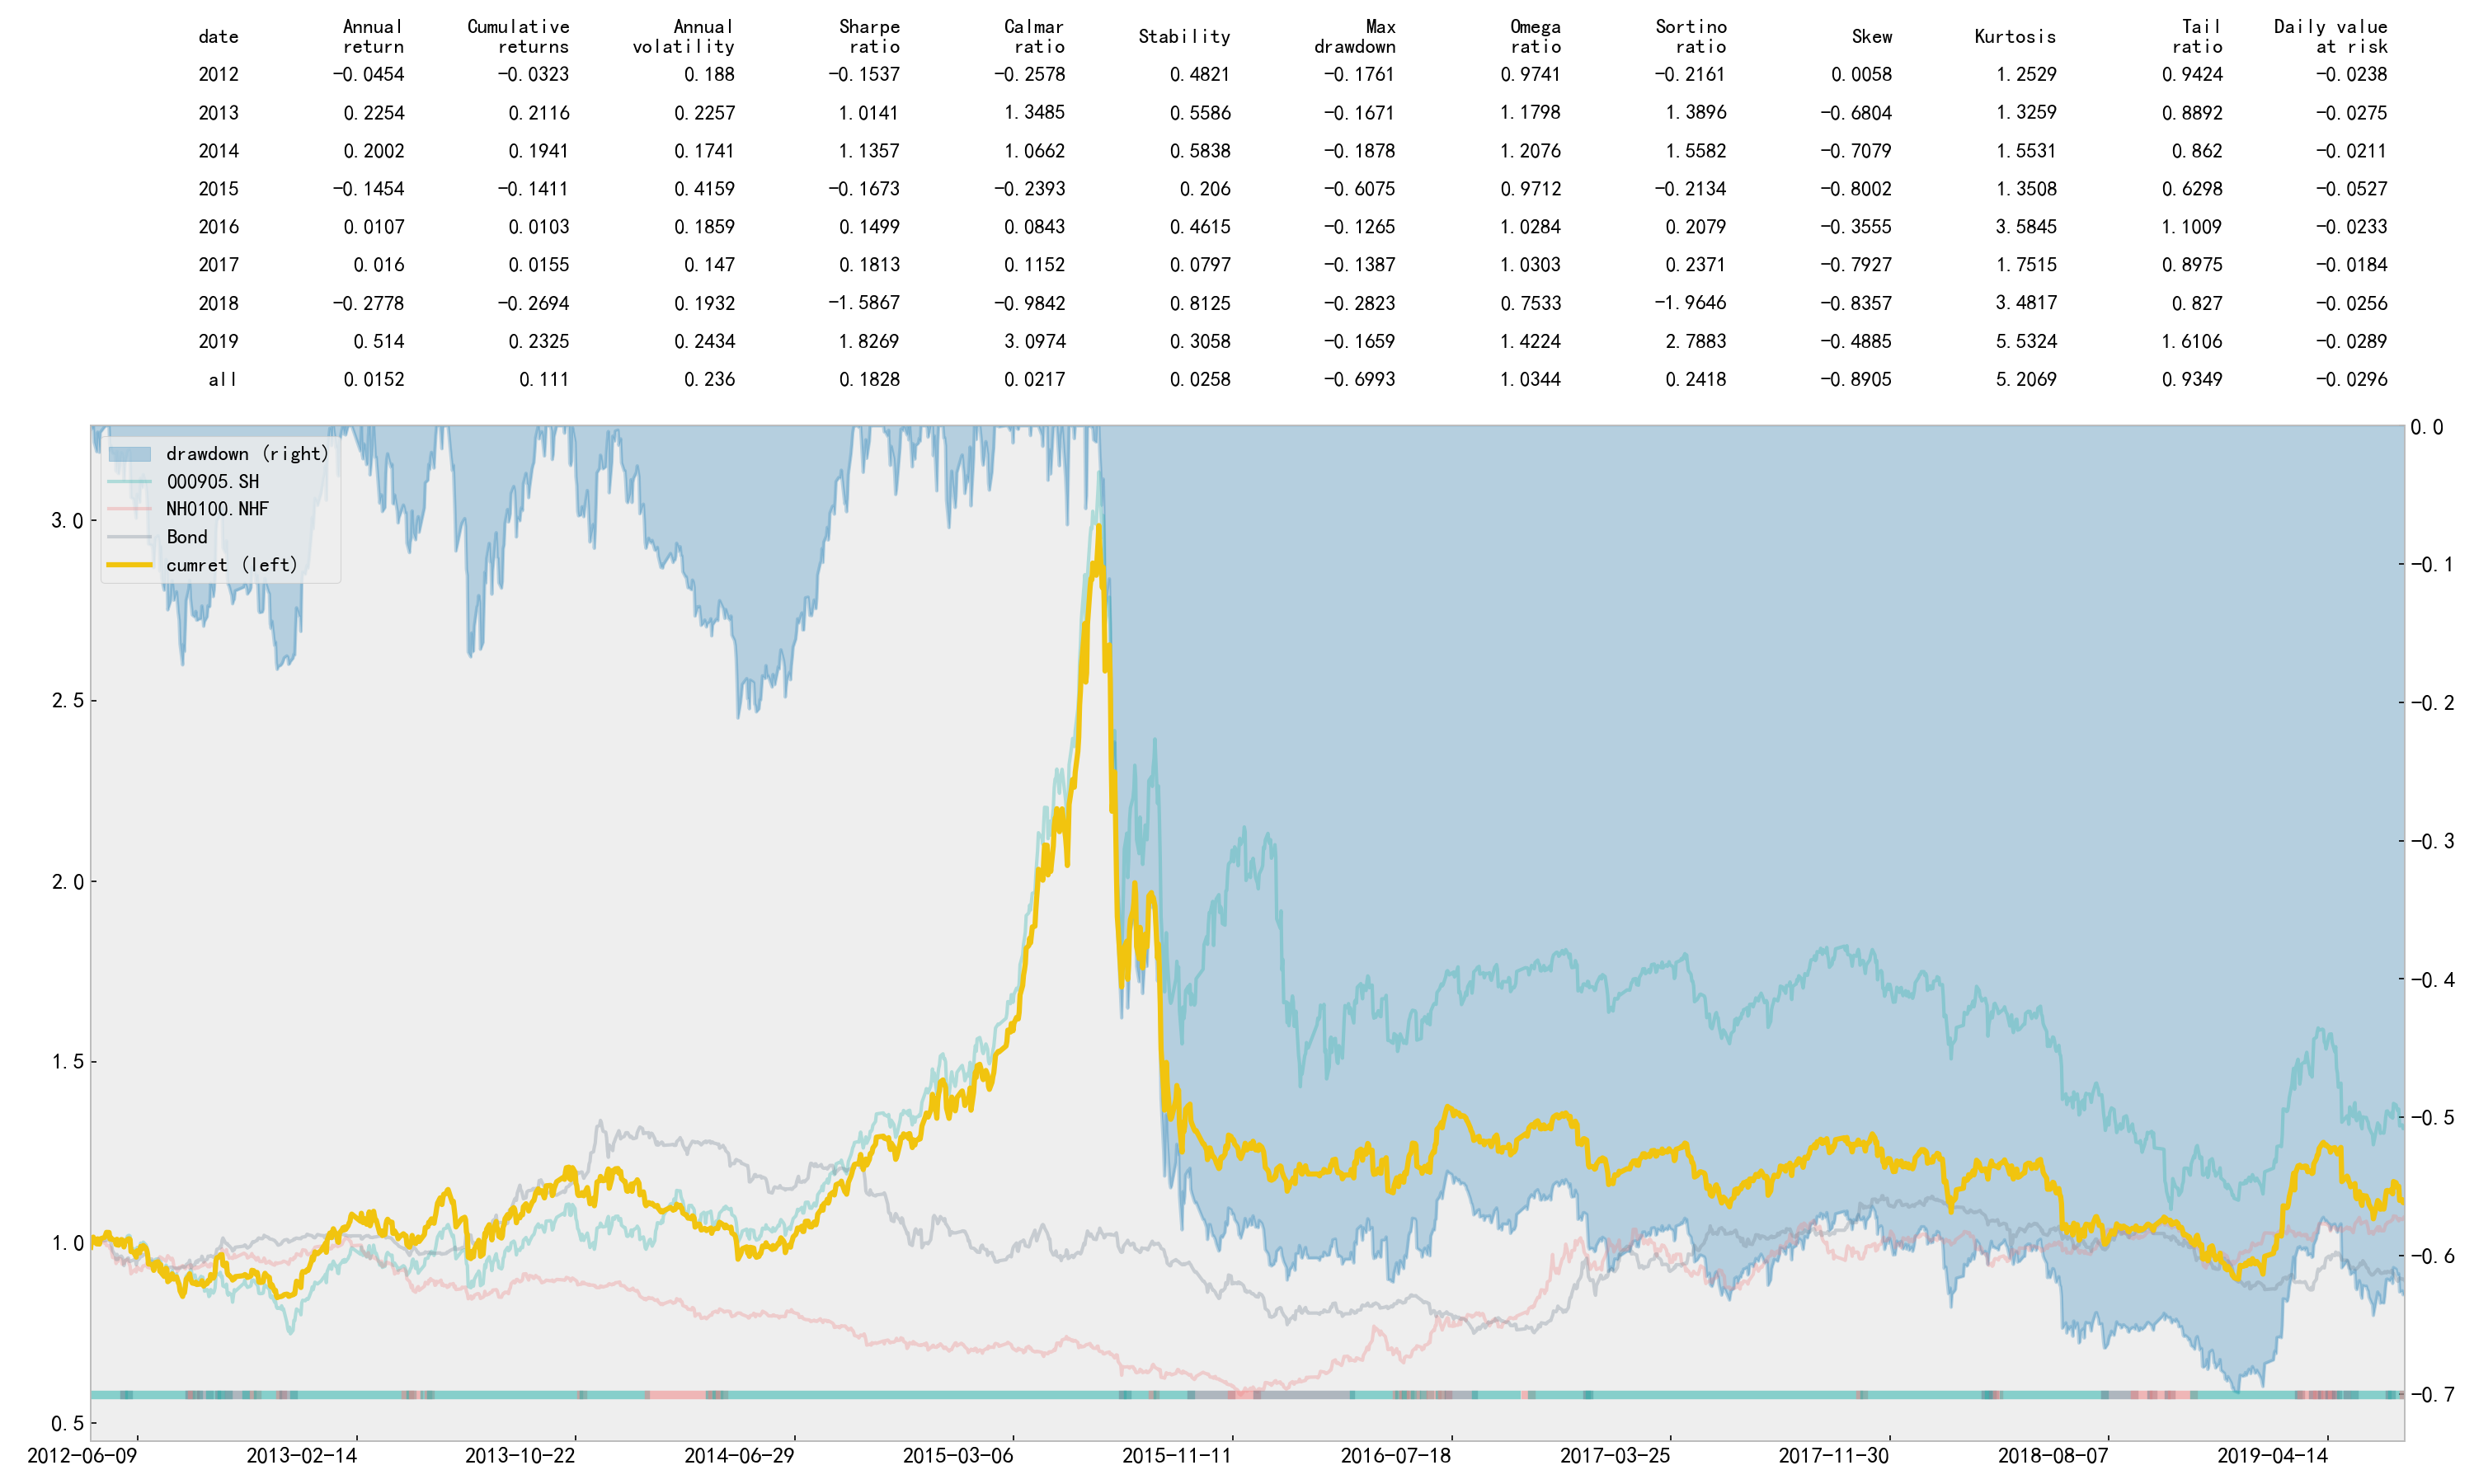 date Annual return Cumulative returns Annual volatility Sharpe ratio Calmar ratio Stability Max drawdown Omega ratio Sortino ratio Skew Kurtosis Tail ratio Daily value at risk
2012 -0.0454 -0.0323 0.188 -0.1537 -0.2578 0.4821 -0.1761 0.9741 -0.2161 0.0058 1.2529 0.9424 -0.0238
2013 0.2254 0.2116 0.2257 1.0141 1.3485 0.5586 -0.1671 1.1798 1.3896 -0.6804 1.3259 0.8892 -0.0275
2014 0.2002 0.1941 0.1741 1.1357 1.0662 0.5838 -0.1878 1.2076 1.5582 -0.7079 1.5531 0.862 -0.0211
2015 -0.1454 -0.1411 0.4159 -0.1673 -0.2393 0.206 -0.6075 0.9712 -0.2134 -0.8002 1.3508 0.6298 -0.0527
2016 0.0107 0.0103 0.1859 0.1499 0.0843 0.4615 -0.1265 1.0284 0.2079 -0.3555 3.5845 1.1009 -0.0233
2017 0.016 0.0155 0.147 0.1813 0.1152 0.0797 -0.1387 1.0303 0.2371 -0.7927 1.7515 0.8975 -0.0184
2018 -0.2778 -0.2694 0.1932 -1.5867 -0.9842 0.8125 -0.2823 0.7533 -1.9646 -0.8357 3.4817 0.827 -0.0256
2019 0.514 0.2325 0.2434 1.8269 3.0974 0.3058 -0.1659 1.4224 2.7883 -0.4885 5.5324 1.6106 -0.0289
all 0.0152 0.111 0.236 0.1828 0.0217 0.0258 -0.6993 1.0344 0.2418 -0.8905 5.2069 0.9349 -0.0296
drawdown (right)
000905.SH
NH0100.NHF
Bond
cumret (left)
3.0
2.5
2.0
1.5
1.0
0.5
0.0
-0.1
-0.2
-0.3
-0.4
-0.5
-0.6
-0.7
2012-06-09 2013-02-14 2013-10-22 2014-06-29 2015-03-06 2015-11-11 2016-07-18 2017-03-25 2017-11-30 2018-08-07 2019-04-14